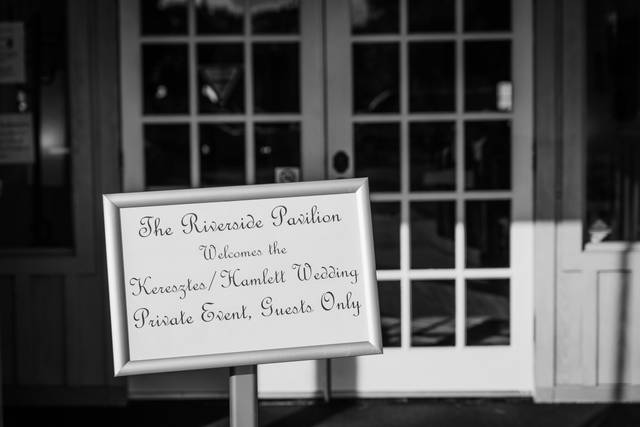 The Riverside Pavilion
Welcomes the
Keresztes/Hamlett Wedding
Private Event, Guests Only